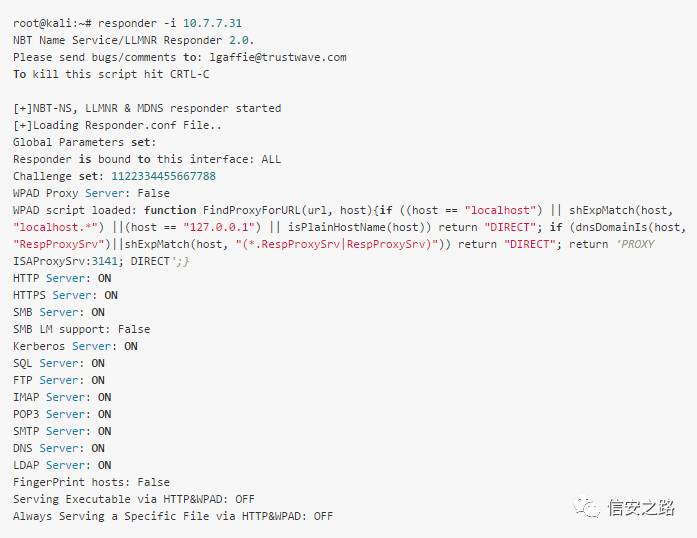 root@kali:~# responder -i 10.7.7.31
NBT Name Service/LLMNR Responder 2.0.
Please send bugs/comments to: lgaffie@trustwave.com
To kill this script hit CRTL-C
[+]NBT-NS, LLMNR & MDNS responder started
[+]Loading Responder.conf File..
Global Parameters set:
Responder is bound to this interface: ALL
Challenge set: 1122334455667788
WPAD Proxy Server: False
WPAD script loaded: function FindProxyForURL(url, host){if ((host == "localhost") || shExpMatch(host,
"localhost.*") ||(host == "127.0.0.1") || isPlainHostName(host)) return "DIRECT"; if (dnsDomainIs(host,
"RespProxySrv")||shExpMatch(host, "(*.RespProxySrv|RespProxySrv)")) return "DIRECT"; return 'PROXY
ISAProxySrv:3141; DIRECT';}
HTTP Server: ON
HTTPS Server: ON
SMB Server: ON
SMB LM support: False
Kerberos Server: ON
SQL Server: ON
FTP Server: ON
IMAP Server: ON
POP3 Server: ON
SMTP Server: ON
DNS Server: ON
LDAP Server: ON
FingerPrint hosts: False
Serving Executable via HTTP&WPAD: OFF
Always Serving a Specific File via HTTP&WPAD: OFF
信安之路